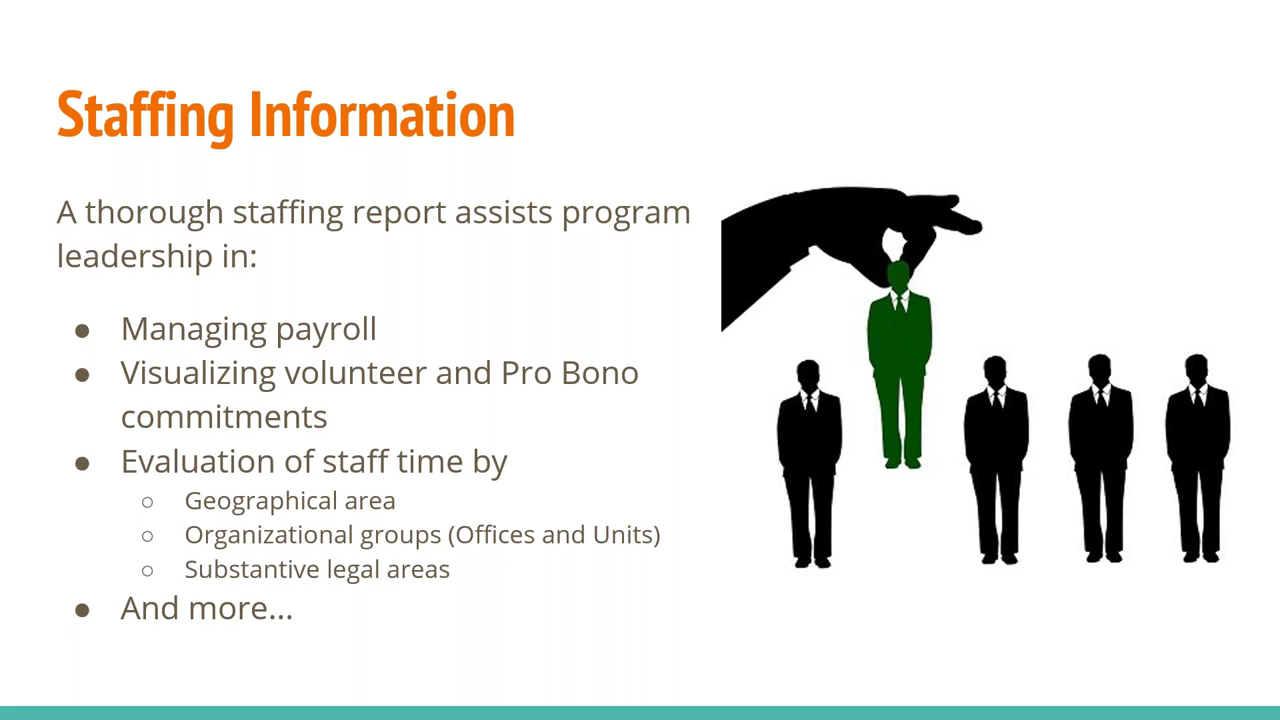 Staffing Information
A thorough staffing report assists program
leadership in:
● Managing payroll
● Visualizing volunteer and Pro Bono
commitments
● Evaluation of staff time by
○ Geographical area
○ Organizational groups (Offices and Units)
○ Substantive legal areas
● And more...